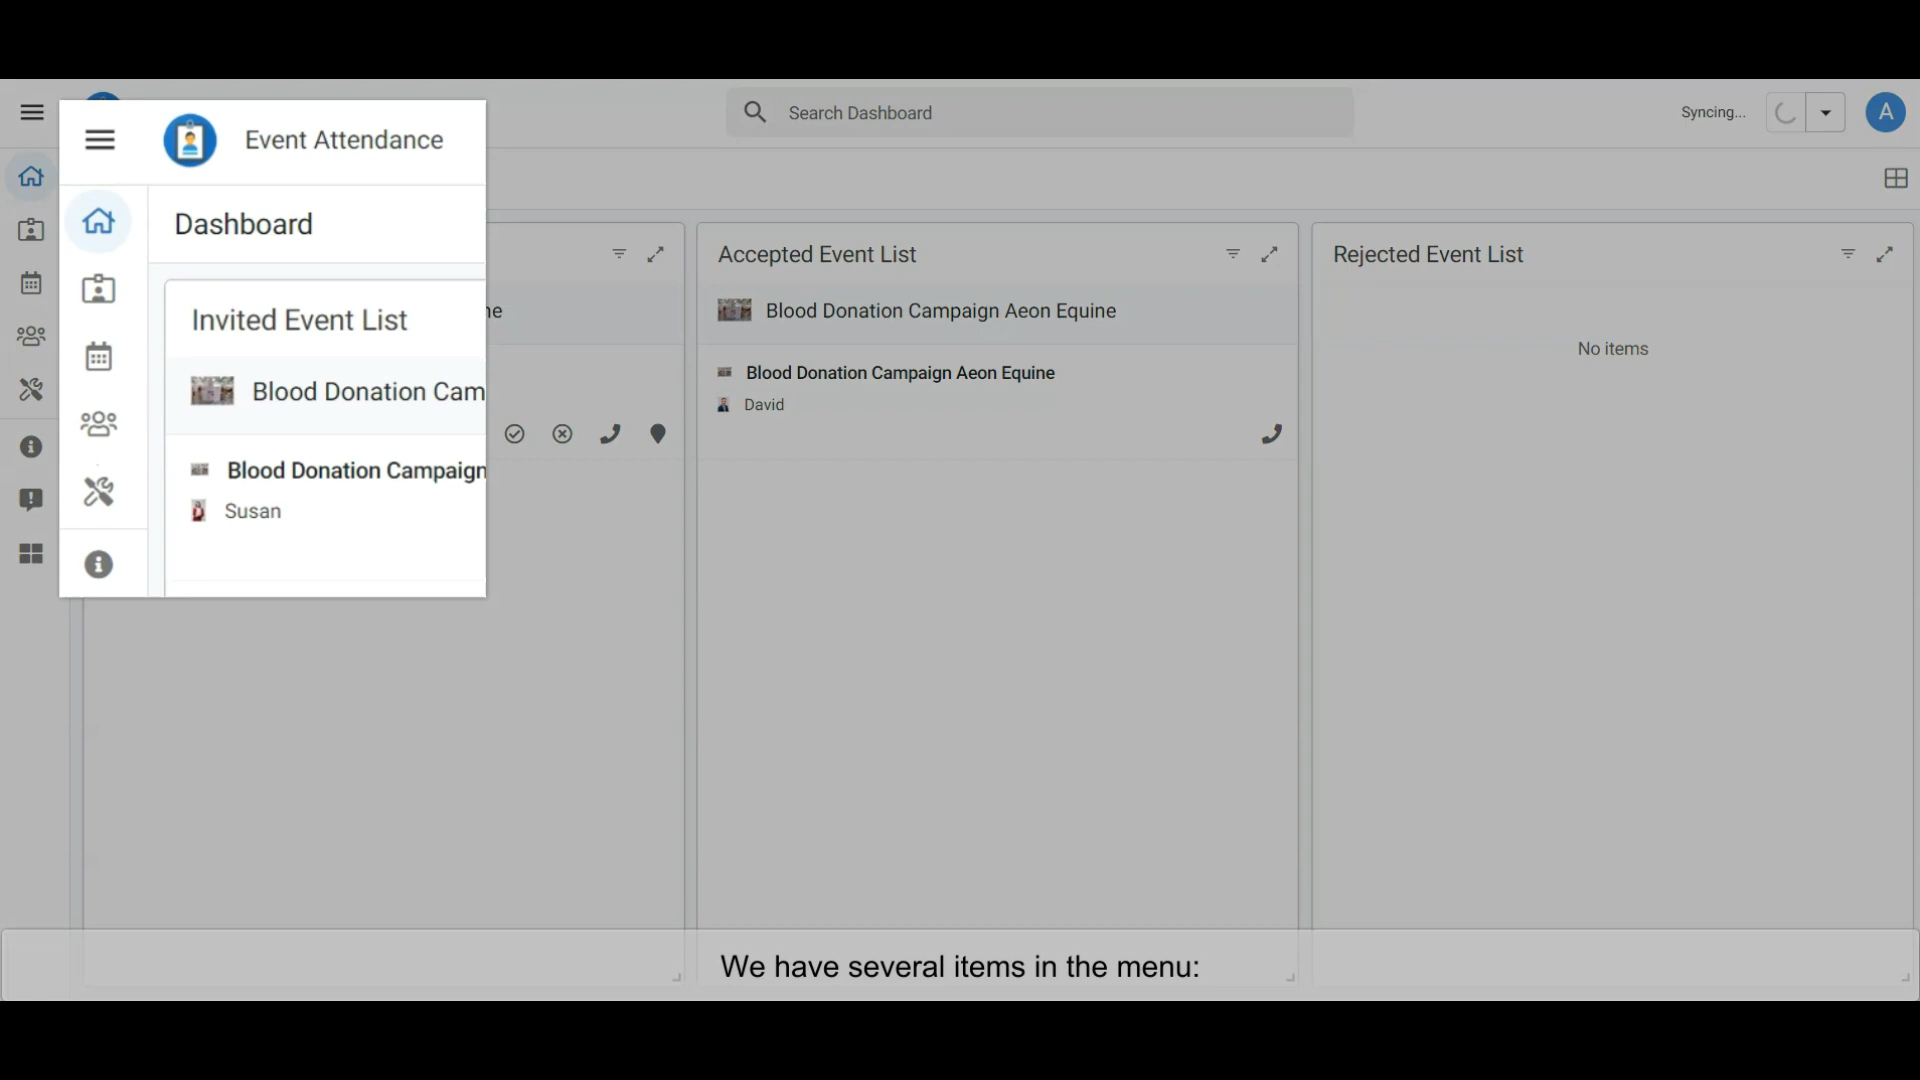 Event Attendance
Search Dashboard
Syncing...
A
Dashboard
Invited Event List
Accepted Event List
Rejected Event List
Blood Donation Cam
ne
Blood Donation Campaign Aeon Equine
No items
Blood Donation Campaign
Susan
Blood Donation Campaign Aeon Equine
David
We have several items in the menu: